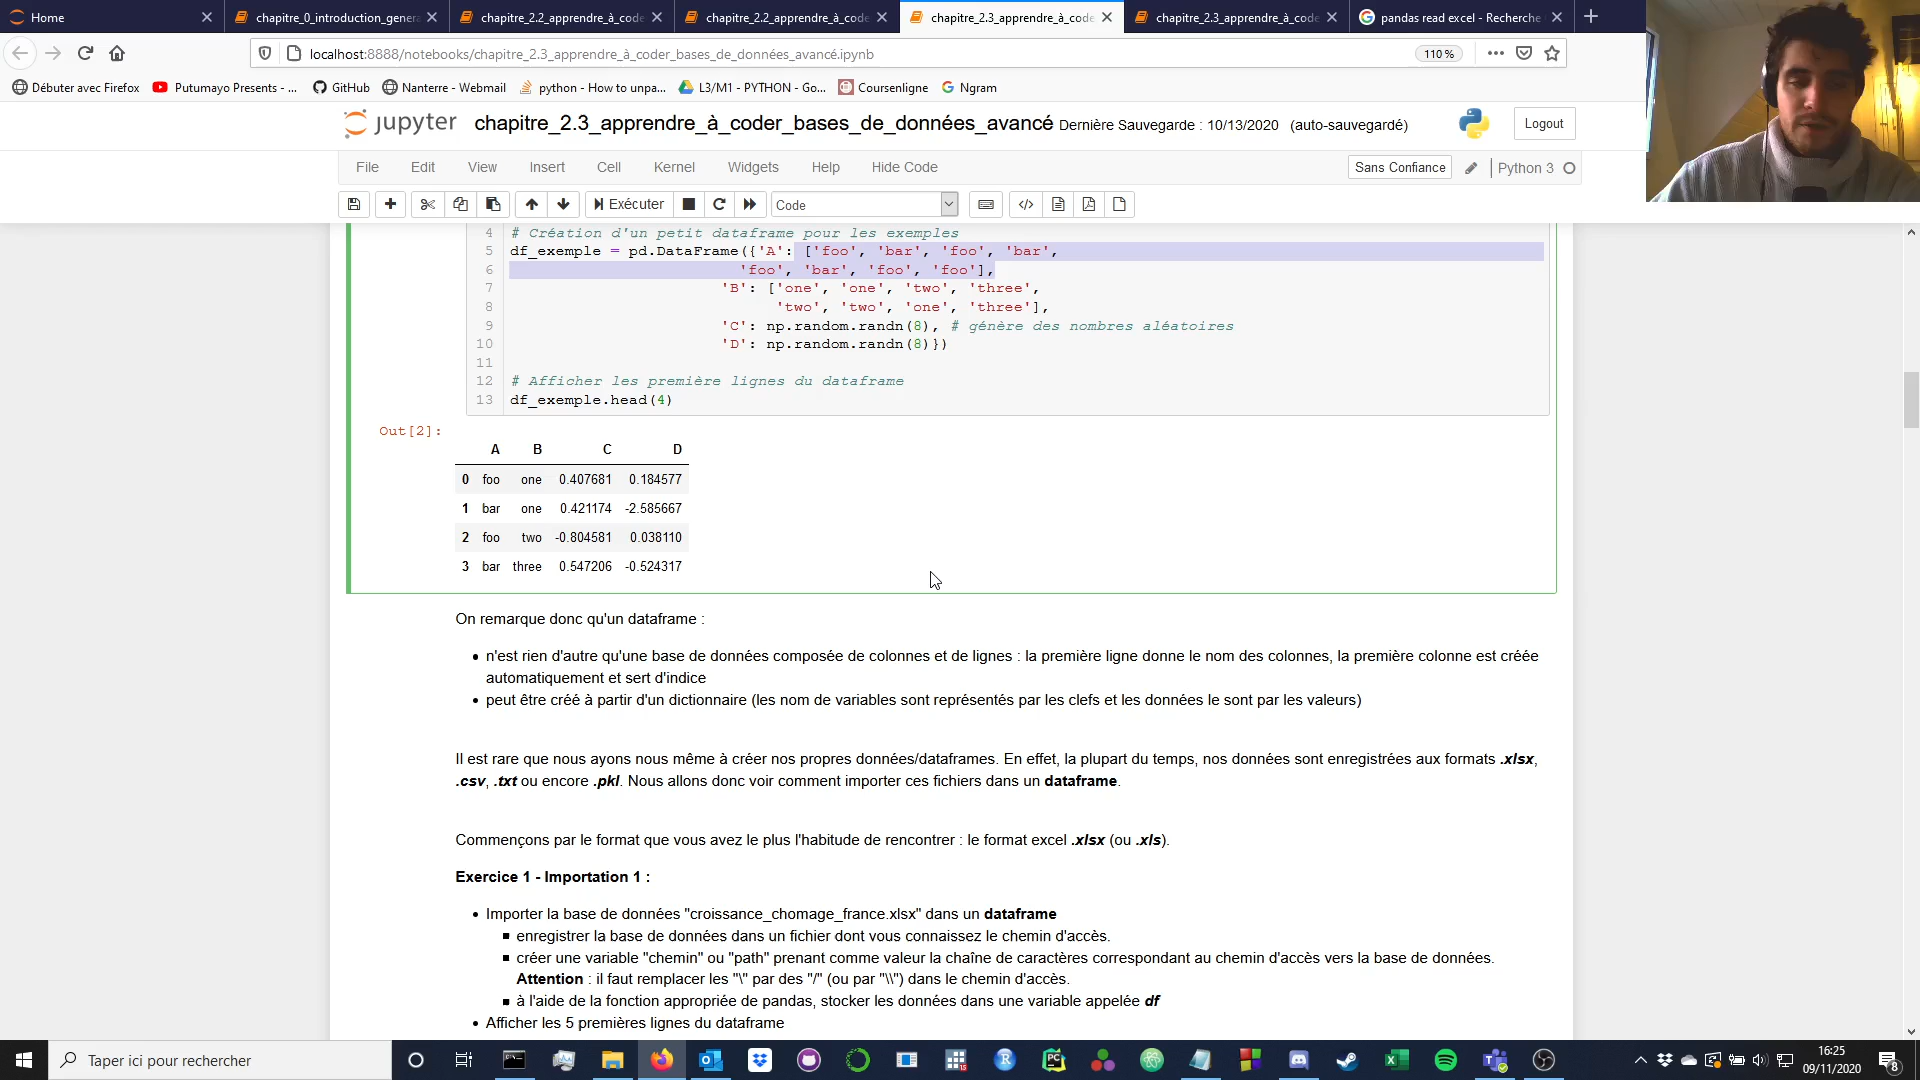 Home
chapitre_0_introduction_genera
chapitre_2.2_apprendre_à_code
chapitre_2.2_apprendre_à_code
chapitre_2.3_apprendre_à_code
chapitre_2.3_apprendre_à_code
pandas read excel - Recherche
localhost:8888/notebooks/chapitre_2.3_apprendre_à_coder_bases_de_données_avancé.ipynb
110 %
Débuter avec Firefox
Putumayo Presents - ...
GitHub
Nanterre - Webmail
python - How to unpa...
L3/M1 - PYTHON - Go...
Coursenligne
Ngram
jupyter chapitre_2.3_apprendre_à_coder_bases_de_données_avancé Dernière Sauvegarde : 10/13/2020 (auto-sauvegardé)
Logout
File Edit View Insert Cell Kernel Widgets Help Hide Code
Sans Confiance
Python 3
Exécuter
Code
4 # Création d'un petit dataframe pour les exemples
5 df_exemple = pd.DataFrame({'A': ['foo', 'bar', 'foo', 'bar',
6 'foo', 'bar', 'foo', 'foo'],
7 'B': ['one', 'one', 'two', 'three',
8 'two', 'two', 'one', 'three'],
9 'C': np.random.randn(8), # génère des nombres aléatoires
10 'D': np.random.randn(8)})
11
12 # Afficher les première lignes du dataframe
13 df_exemple.head(4)
Out[2]:
A B C D
0 foo one 0.407681 0.184577
1 bar one 0.421174 -2.585667
2 foo two -0.804581 0.038110
3 bar three 0.547206 -0.524317
On remarque donc qu'un dataframe :
n'est rien d'autre qu'une base de données composée de colonnes et de lignes : la première ligne donne le nom des colonnes, la première colonne est créée
automatiquement et sert d'indice
peut être créé à partir d'un dictionnaire (les nom de variables sont représentés par les clefs et les données le sont par les valeurs)
Il est rare que nous ayons nous même à créer nos propres données/dataframes. En effet, la plupart du temps, nos données sont enregistrées aux formats .xlsx,
.csv, .txt ou encore .pkl. Nous allons donc voir comment importer ces fichiers dans un dataframe.
Commençons par le format que vous avez le plus l'habitude de rencontrer : le format excel .xlsx (ou .xls).
Exercice 1 - Importation 1 :
Importer la base de données "croissance_chomage_france.xlsx" dans un dataframe
enregistrer la base de données dans un fichier dont vous connaissez le chemin d'accès.
créer une variable "chemin" ou "path" prenant comme valeur la chaîne de caractères correspondant au chemin d'accès vers la base de données.
Attention : il faut remplacer les "\" par des "/" (ou par "\\") dans le chemin d'accès.
à l'aide de la fonction appropriée de pandas, stocker les données dans une variable appelée df
Afficher les 5 premières lignes du dataframe
Taper ici pour rechercher
16:25
09/11/2020
8